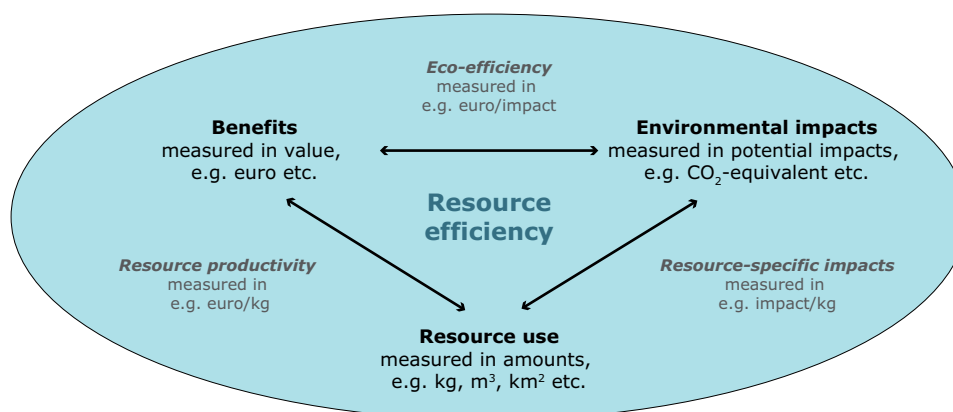 Eco-efficiency
measured in
e.g. euro/impact
Benefits
measured in value,
e.g. euro etc.
Environmental impacts
measured in potential impacts,
e.g. CO₂-equivalent etc.
Resource
efficiency
Resource productivity
measured in
e.g. euro/kg
Resource-specific impacts
measured in
e.g. impact/kg
Resource use
measured in amounts,
e.g. kg, m³, km² etc.